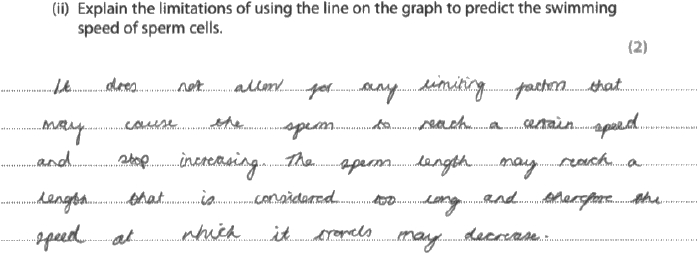 (ii) Explain the limitations of using the line on the graph to predict the swimming
speed of sperm cells.
(2)
It does not allow for any limiting factors that
may cause the sperm to reach a certain speed
and stop increasing. The sperm length may reach a
length that is considered too long and therefore the
speed at which it travels may decrease.